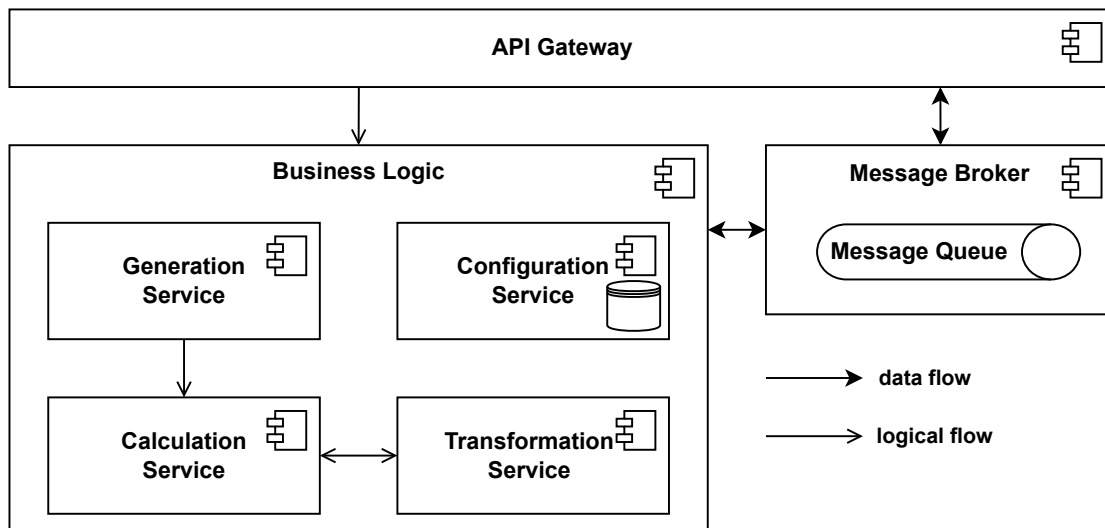 API Gateway
Business Logic
Message Broker
Generation
Service
Configuration
Service
Message Queue
Calculation
Service
Transformation
Service
data flow
logical flow